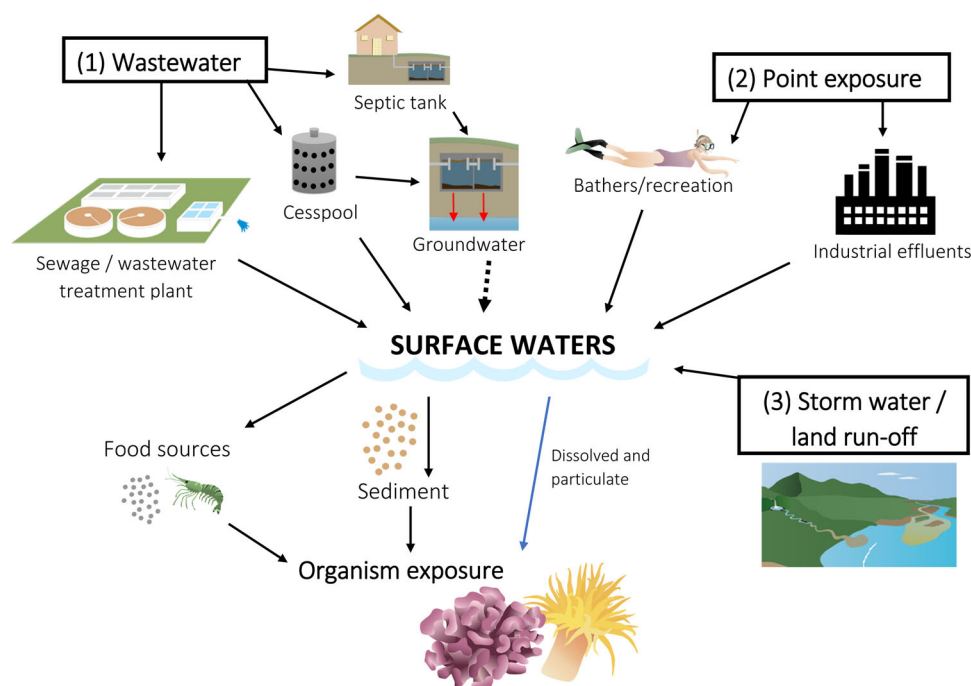 (1) Wastewater
Septic tank
(2) Point exposure
Bathers/recreation
Cesspool
Groundwater
Industrial effluents
Sewage / wastewater
treatment plant
SURFACE WATERS
(3) Storm water /
land run-off
Food sources
Sediment
Dissolved and
particulate
Organism exposure